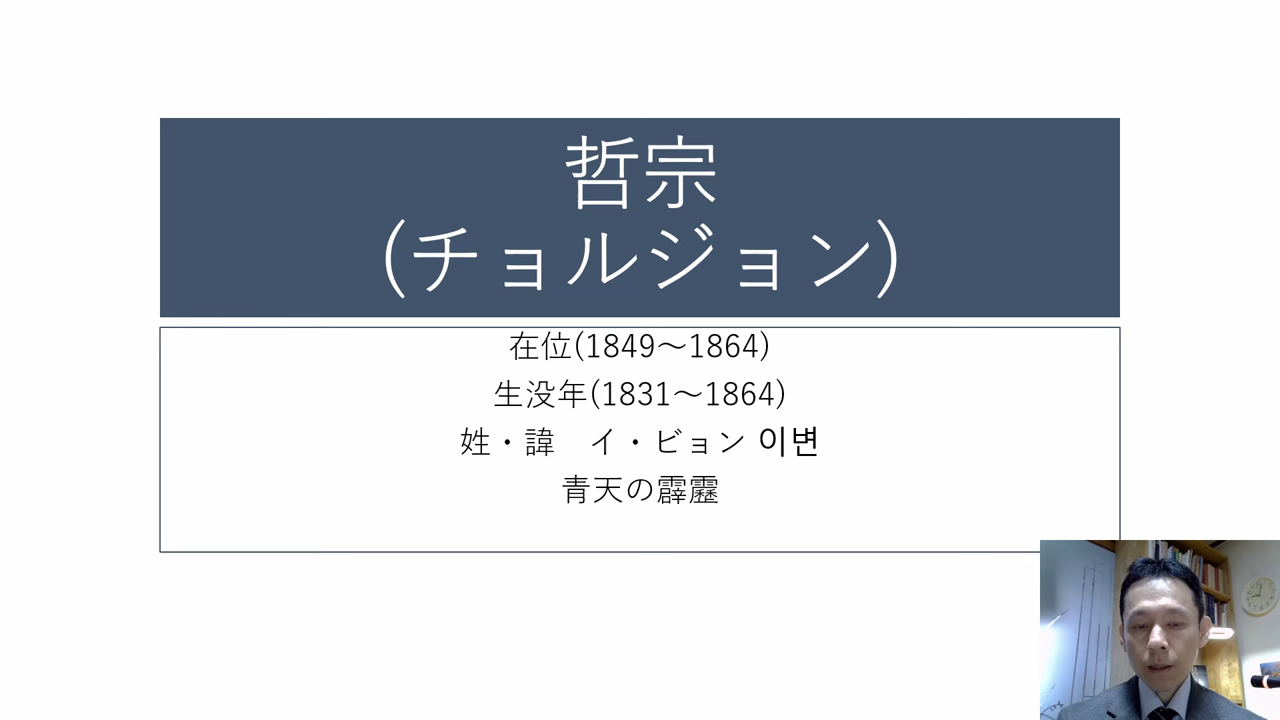 哲宗
(チョルジョン)
在位(1849～1864)
生没年(1831～1864)
姓・諱　イ・ビョン 이변
青天の霹靂